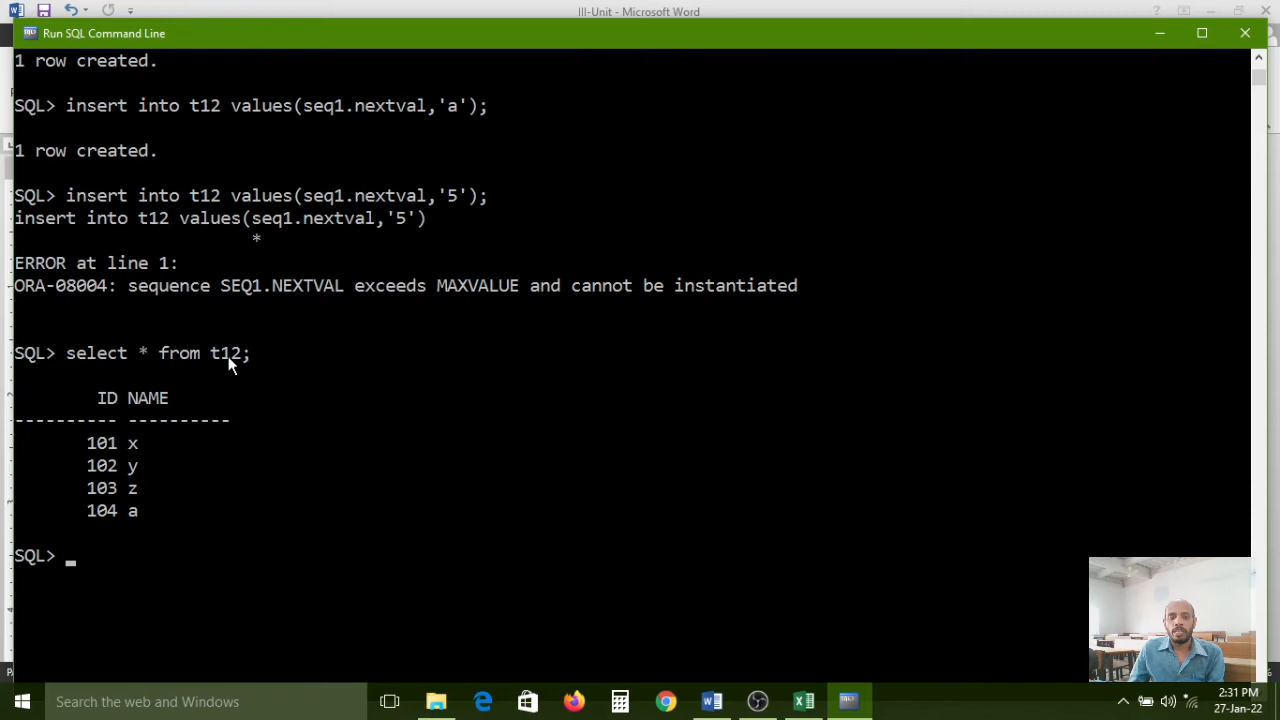 III-Unit - Microsoft Word
Run SQL Command Line
1 row created.
SQL> insert into t12 values(seq1.nextval,'a');
1 row created.
SQL> insert into t12 values(seq1.nextval,'5');
insert into t12 values(seq1.nextval,'5')
*
ERROR at line 1:
ORA-08004: sequence SEQ1.NEXTVAL exceeds MAXVALUE and cannot be instantiated
SQL> select * from t12;
ID NAME
---------- ----------
101 x
102 y
103 z
104 a
SQL>
Search the web and Windows
2:31 PM
27-Jan-22